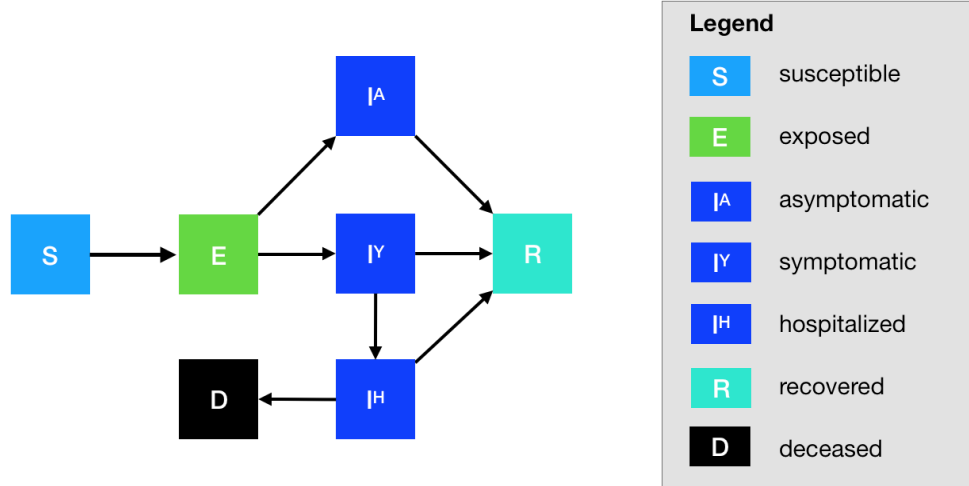 Legend
S susceptible
E exposed
Iᴬ asymptomatic
Iʸ symptomatic
Iᴴ hospitalized
R recovered
D deceased
Iᴬ
S E Iʸ R
D Iᴴ